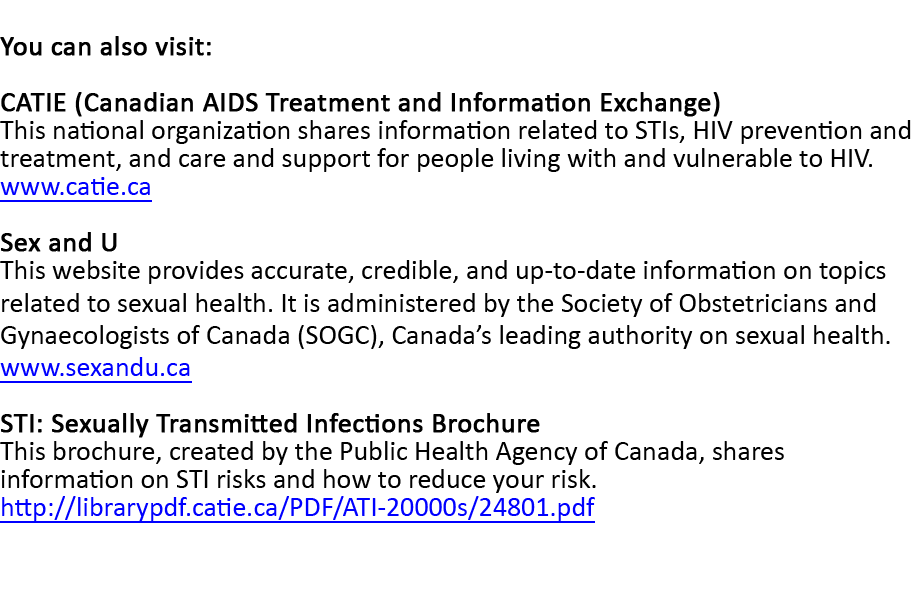 You can also visit:
CATIE (Canadian AIDS Treatment and Information Exchange)
This national organization shares information related to STIs, HIV prevention and
treatment, and care and support for people living with and vulnerable to HIV.
www.catie.ca
Sex and U
This website provides accurate, credible, and up-to-date information on topics
related to sexual health. It is administered by the Society of Obstetricians and
Gynaecologists of Canada (SOGC), Canada’s leading authority on sexual health.
www.sexandu.ca
STI: Sexually Transmitted Infections Brochure
This brochure, created by the Public Health Agency of Canada, shares
information on STI risks and how to reduce your risk.
http://librarypdf.catie.ca/PDF/ATI-20000s/24801.pdf